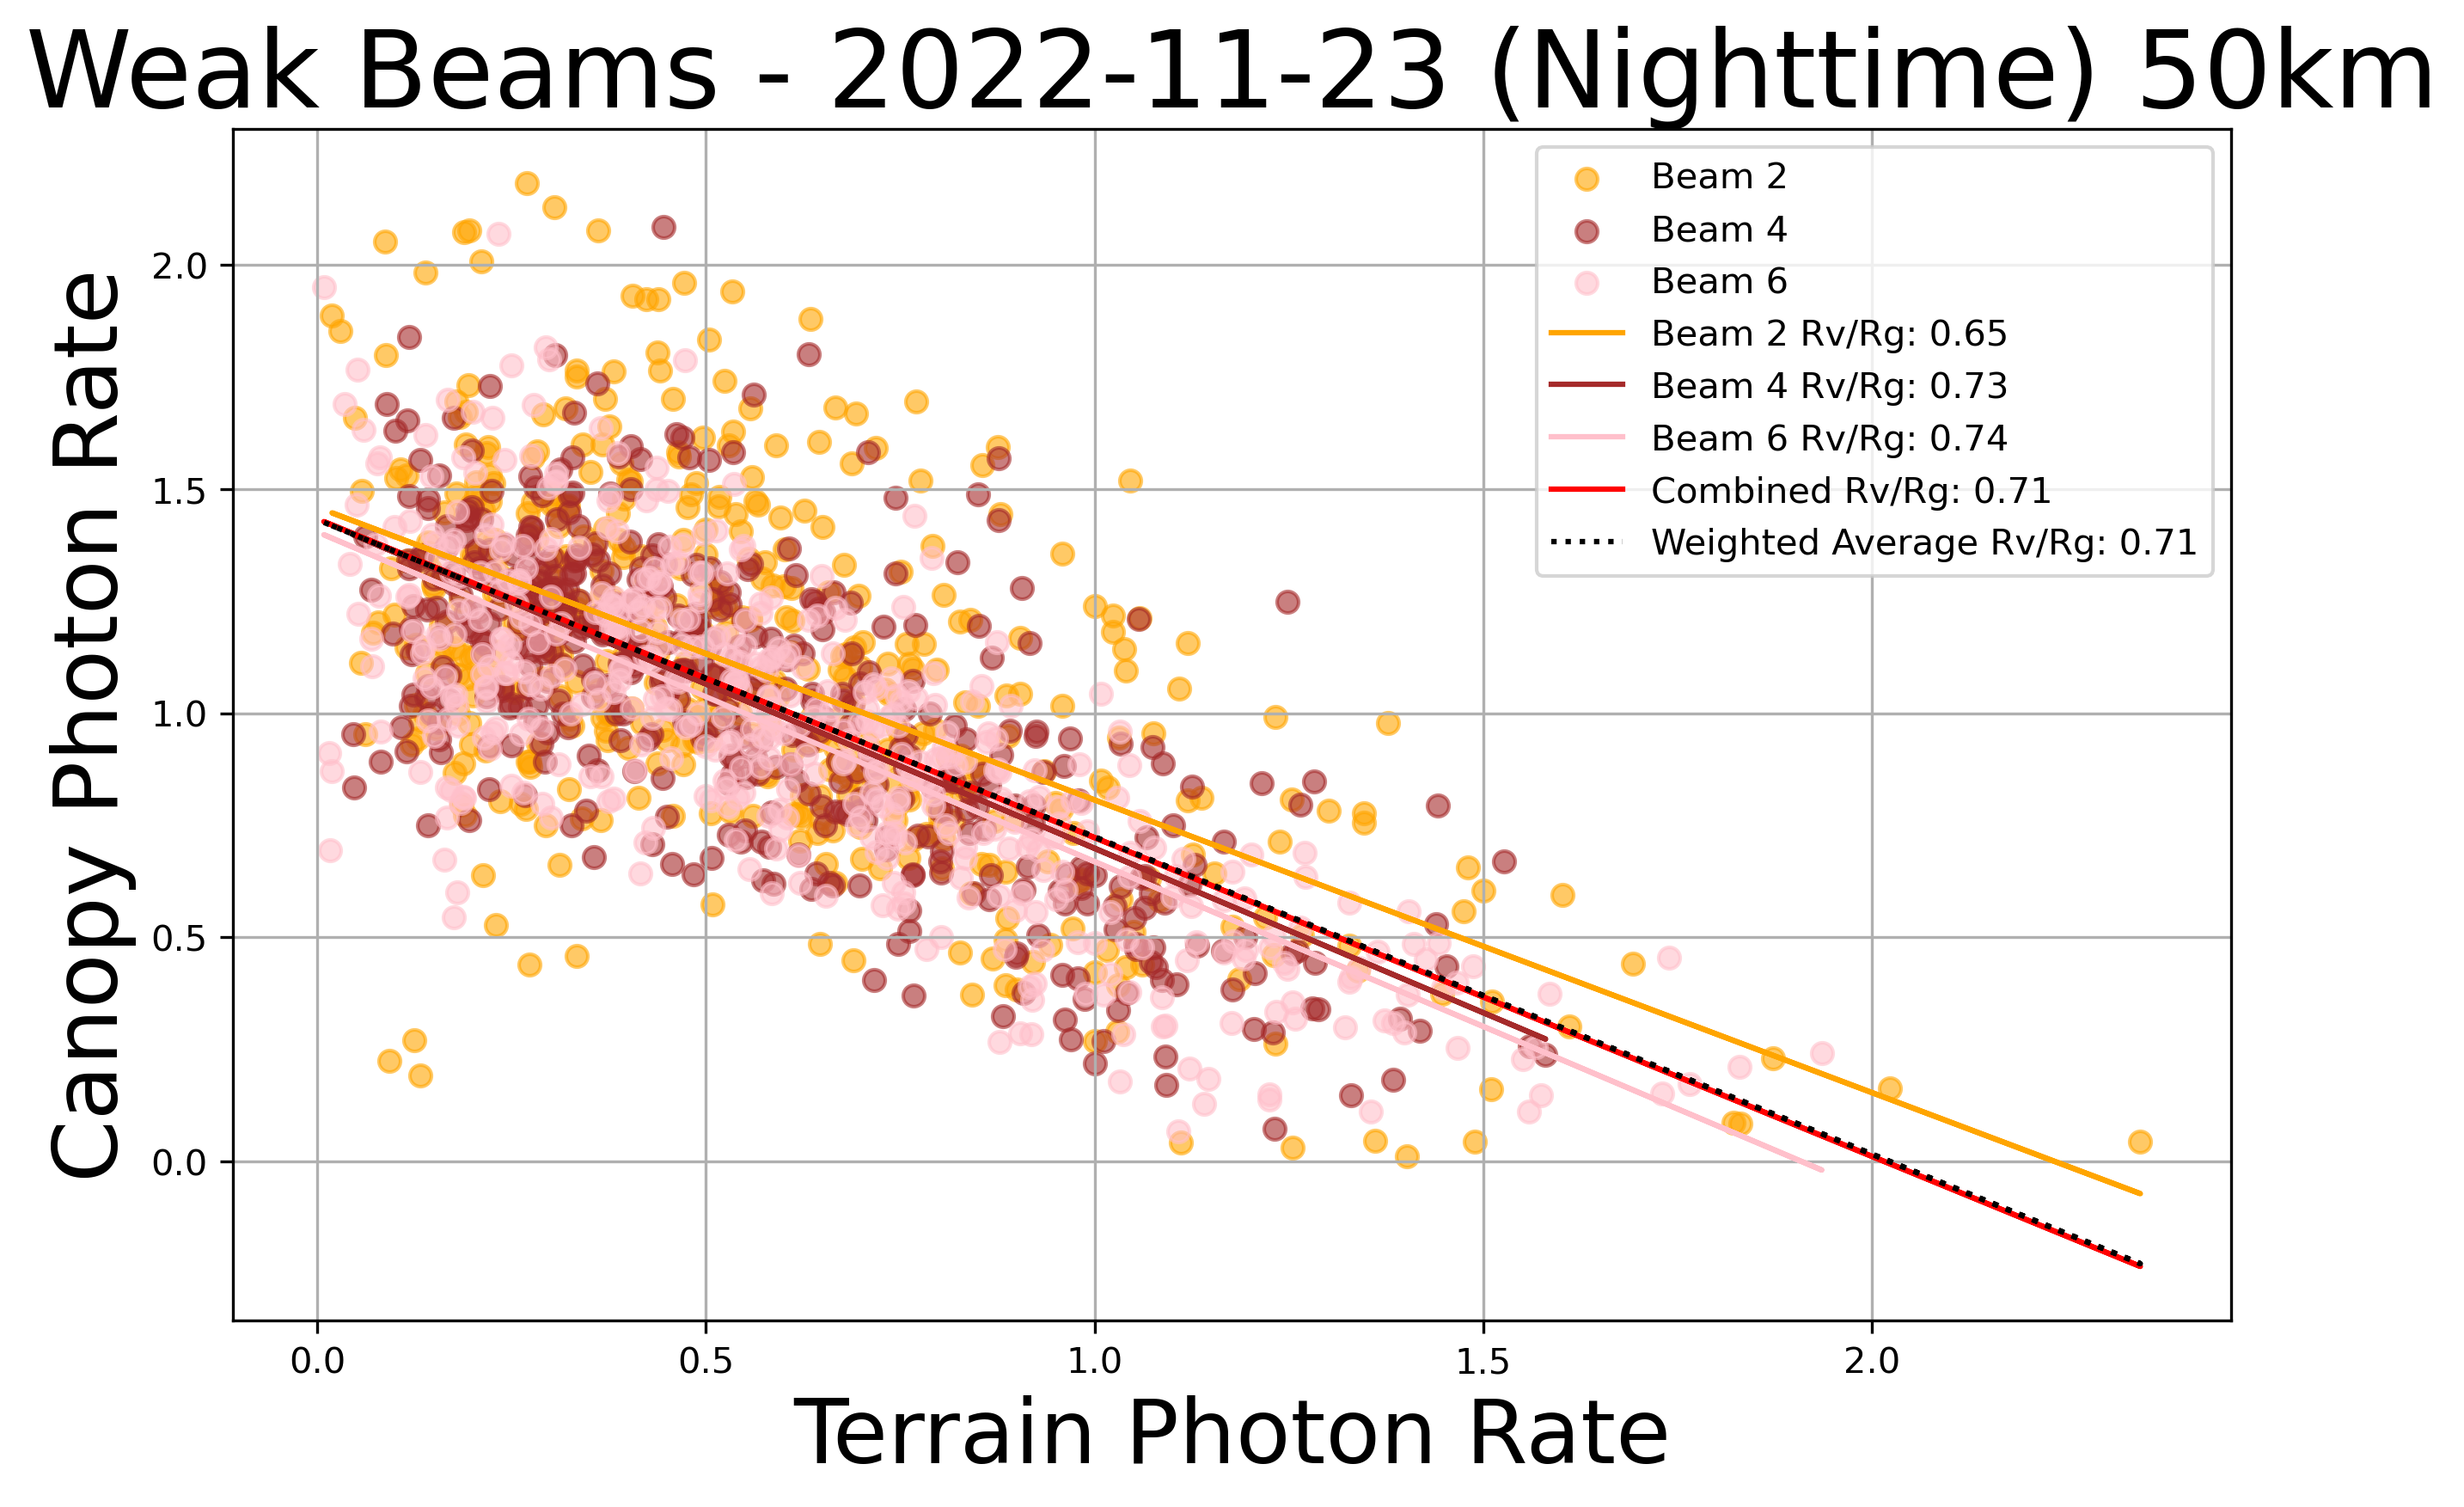 Weak Beams - 2022-11-23 (Nighttime) 50km
Canopy Photon Rate
2.0
1.5
1.0
0.5
0.0
Beam 2
Beam 4
Beam 6
Beam 2 Rv/Rg: 0.65
Beam 4 Rv/Rg: 0.73
Beam 6 Rv/Rg: 0.74
Combined Rv/Rg: 0.71
Weighted Average Rv/Rg: 0.71
0.0 0.5 1.0 1.5 2.0
Terrain Photon Rate